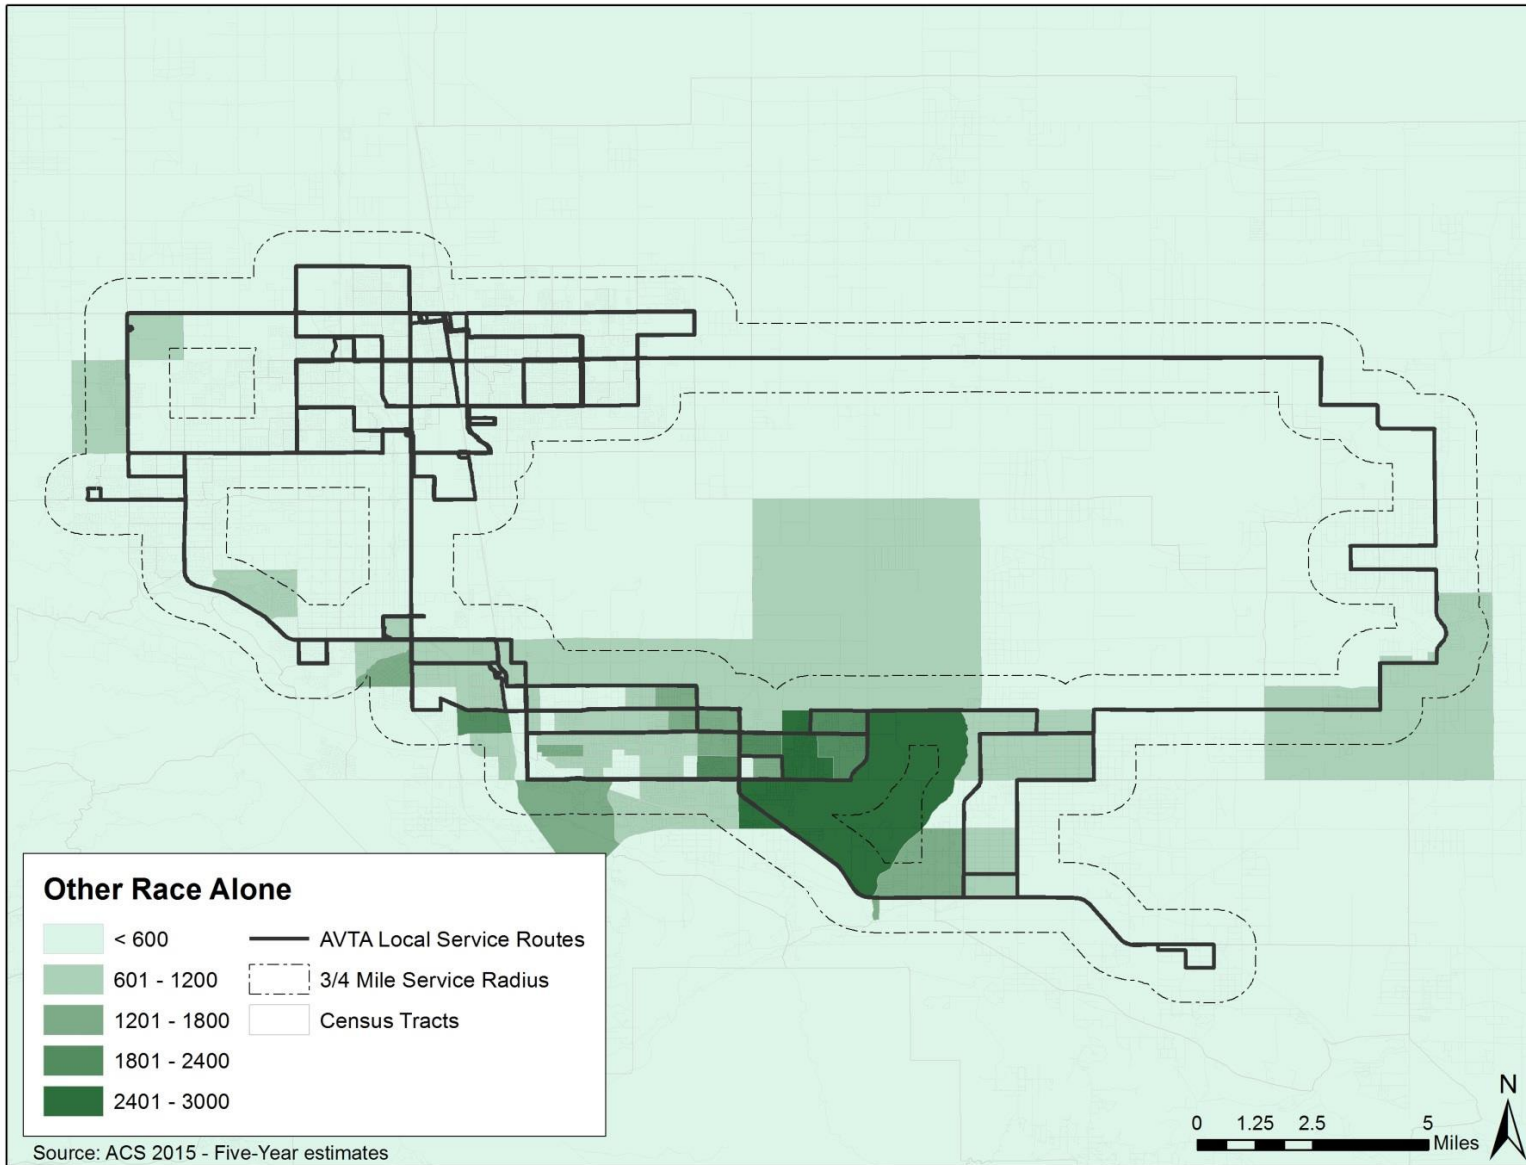 Other Race Alone
< 600
AVTA Local Service Routes
601 - 1200
3/4 Mile Service Radius
1201 - 1800
Census Tracts
1801 - 2400
2401 - 3000
Source: ACS 2015 - Five-Year estimates
N
0 1.25 2.5 5
Miles